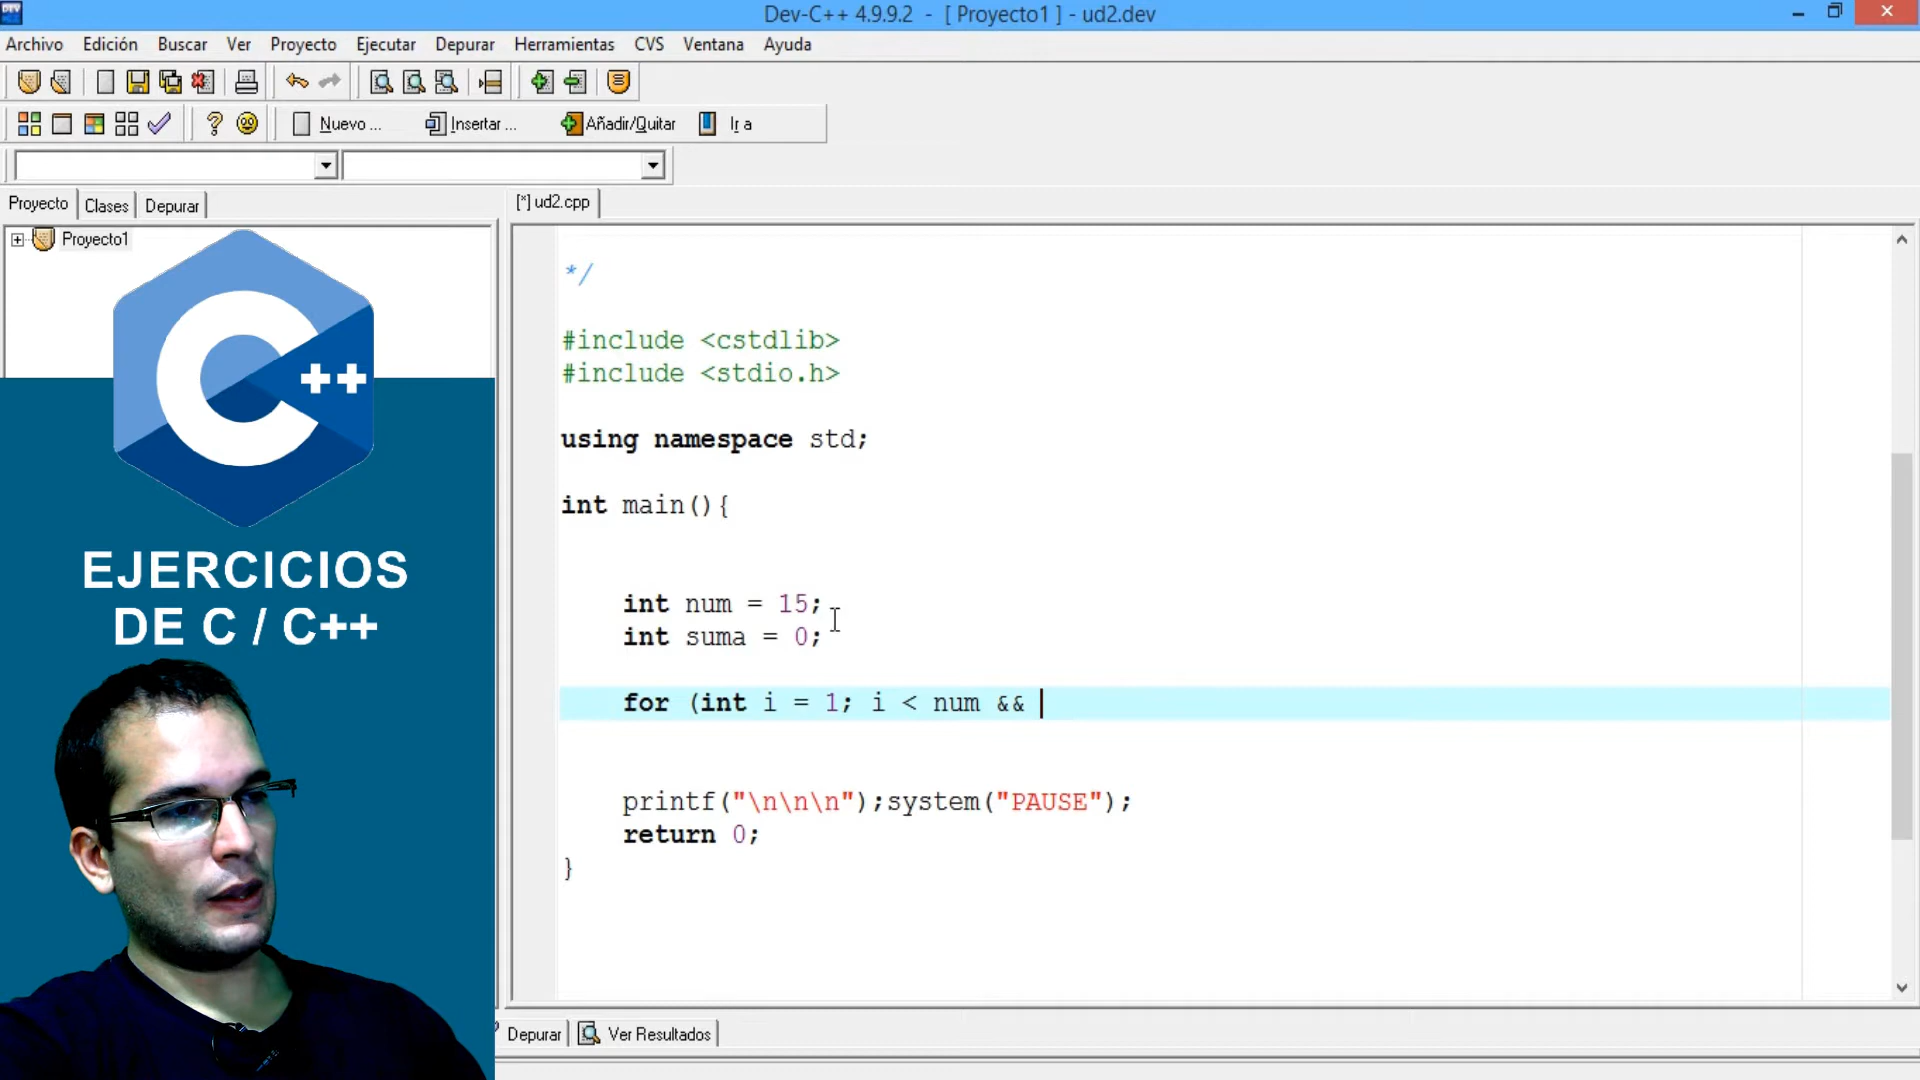 DEV
Dev-C++ 4.9.9.2 - [ Proyecto1 ] - ud2.dev
Archivo Edición Buscar Ver Proyecto Ejecutar Depurar Herramientas CVS Ventana Ayuda
Nuevo ... Insertar ... Añadir/Quitar Ir a
Proyecto Clases Depurar
[*] ud2.cpp
Proyecto1
C++
EJERCICIOS
DE C / C++
*/
#include <cstdlib>
#include <stdio.h>
using namespace std;
int main(){
int num = 15;
int suma = 0;
for (int i = 1; i < num &&
printf("\n\n\n");system("PAUSE");
return 0;
}
Depurar Ver Resultados